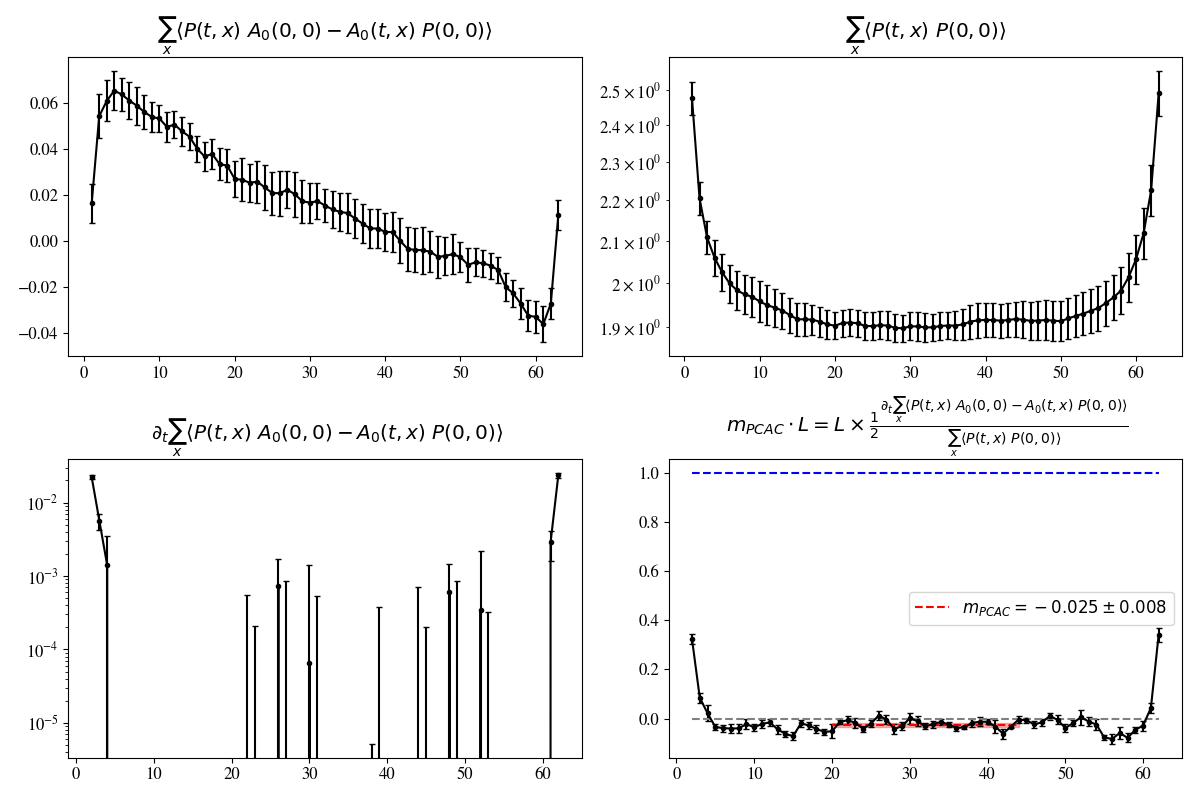 ∑ₓ⟨P(t, x) A₀(0, 0) − A₀(t, x) P(0, 0)⟩
0.06
0.04
0.02
0.00
−0.02
−0.04
0 10 20 30 40 50 60
∑ₓ⟨P(t, x) P(0, 0)⟩
2.5 × 10⁰
2.4 × 10⁰
2.3 × 10⁰
2.2 × 10⁰
2.1 × 10⁰
2 × 10⁰
1.9 × 10⁰
0 10 20 30 40 50 60
∂ₜ∑ₓ⟨P(t, x) A₀(0, 0) − A₀(t, x) P(0, 0)⟩
10⁻²
10⁻³
10⁻⁴
10⁻⁵
0 10 20 30 40 50 60
m_PCAC · L = L × ½ ∂ₜ∑ₓ⟨P(t, x) A₀(0, 0) − A₀(t, x) P(0, 0)⟩ / ∑ₓ⟨P(t, x) P(0, 0)⟩
1.0
0.8
0.6
0.4
0.2
0.0
m_PCAC = −0.025 ± 0.008
0 10 20 30 40 50 60